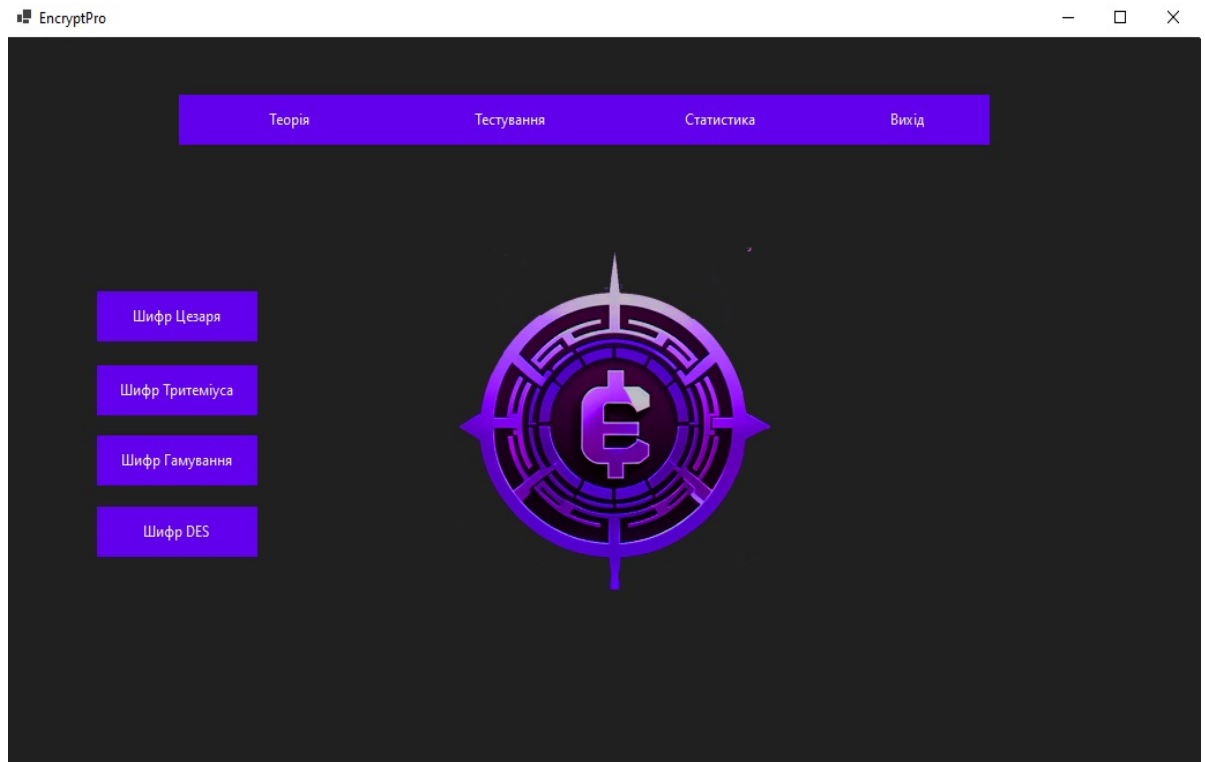 EncryptPro
Теорія Тестування Статистика Вихід
Шифр Цезаря
Шифр Тритеміуса
Шифр Гамування
Шифр DES